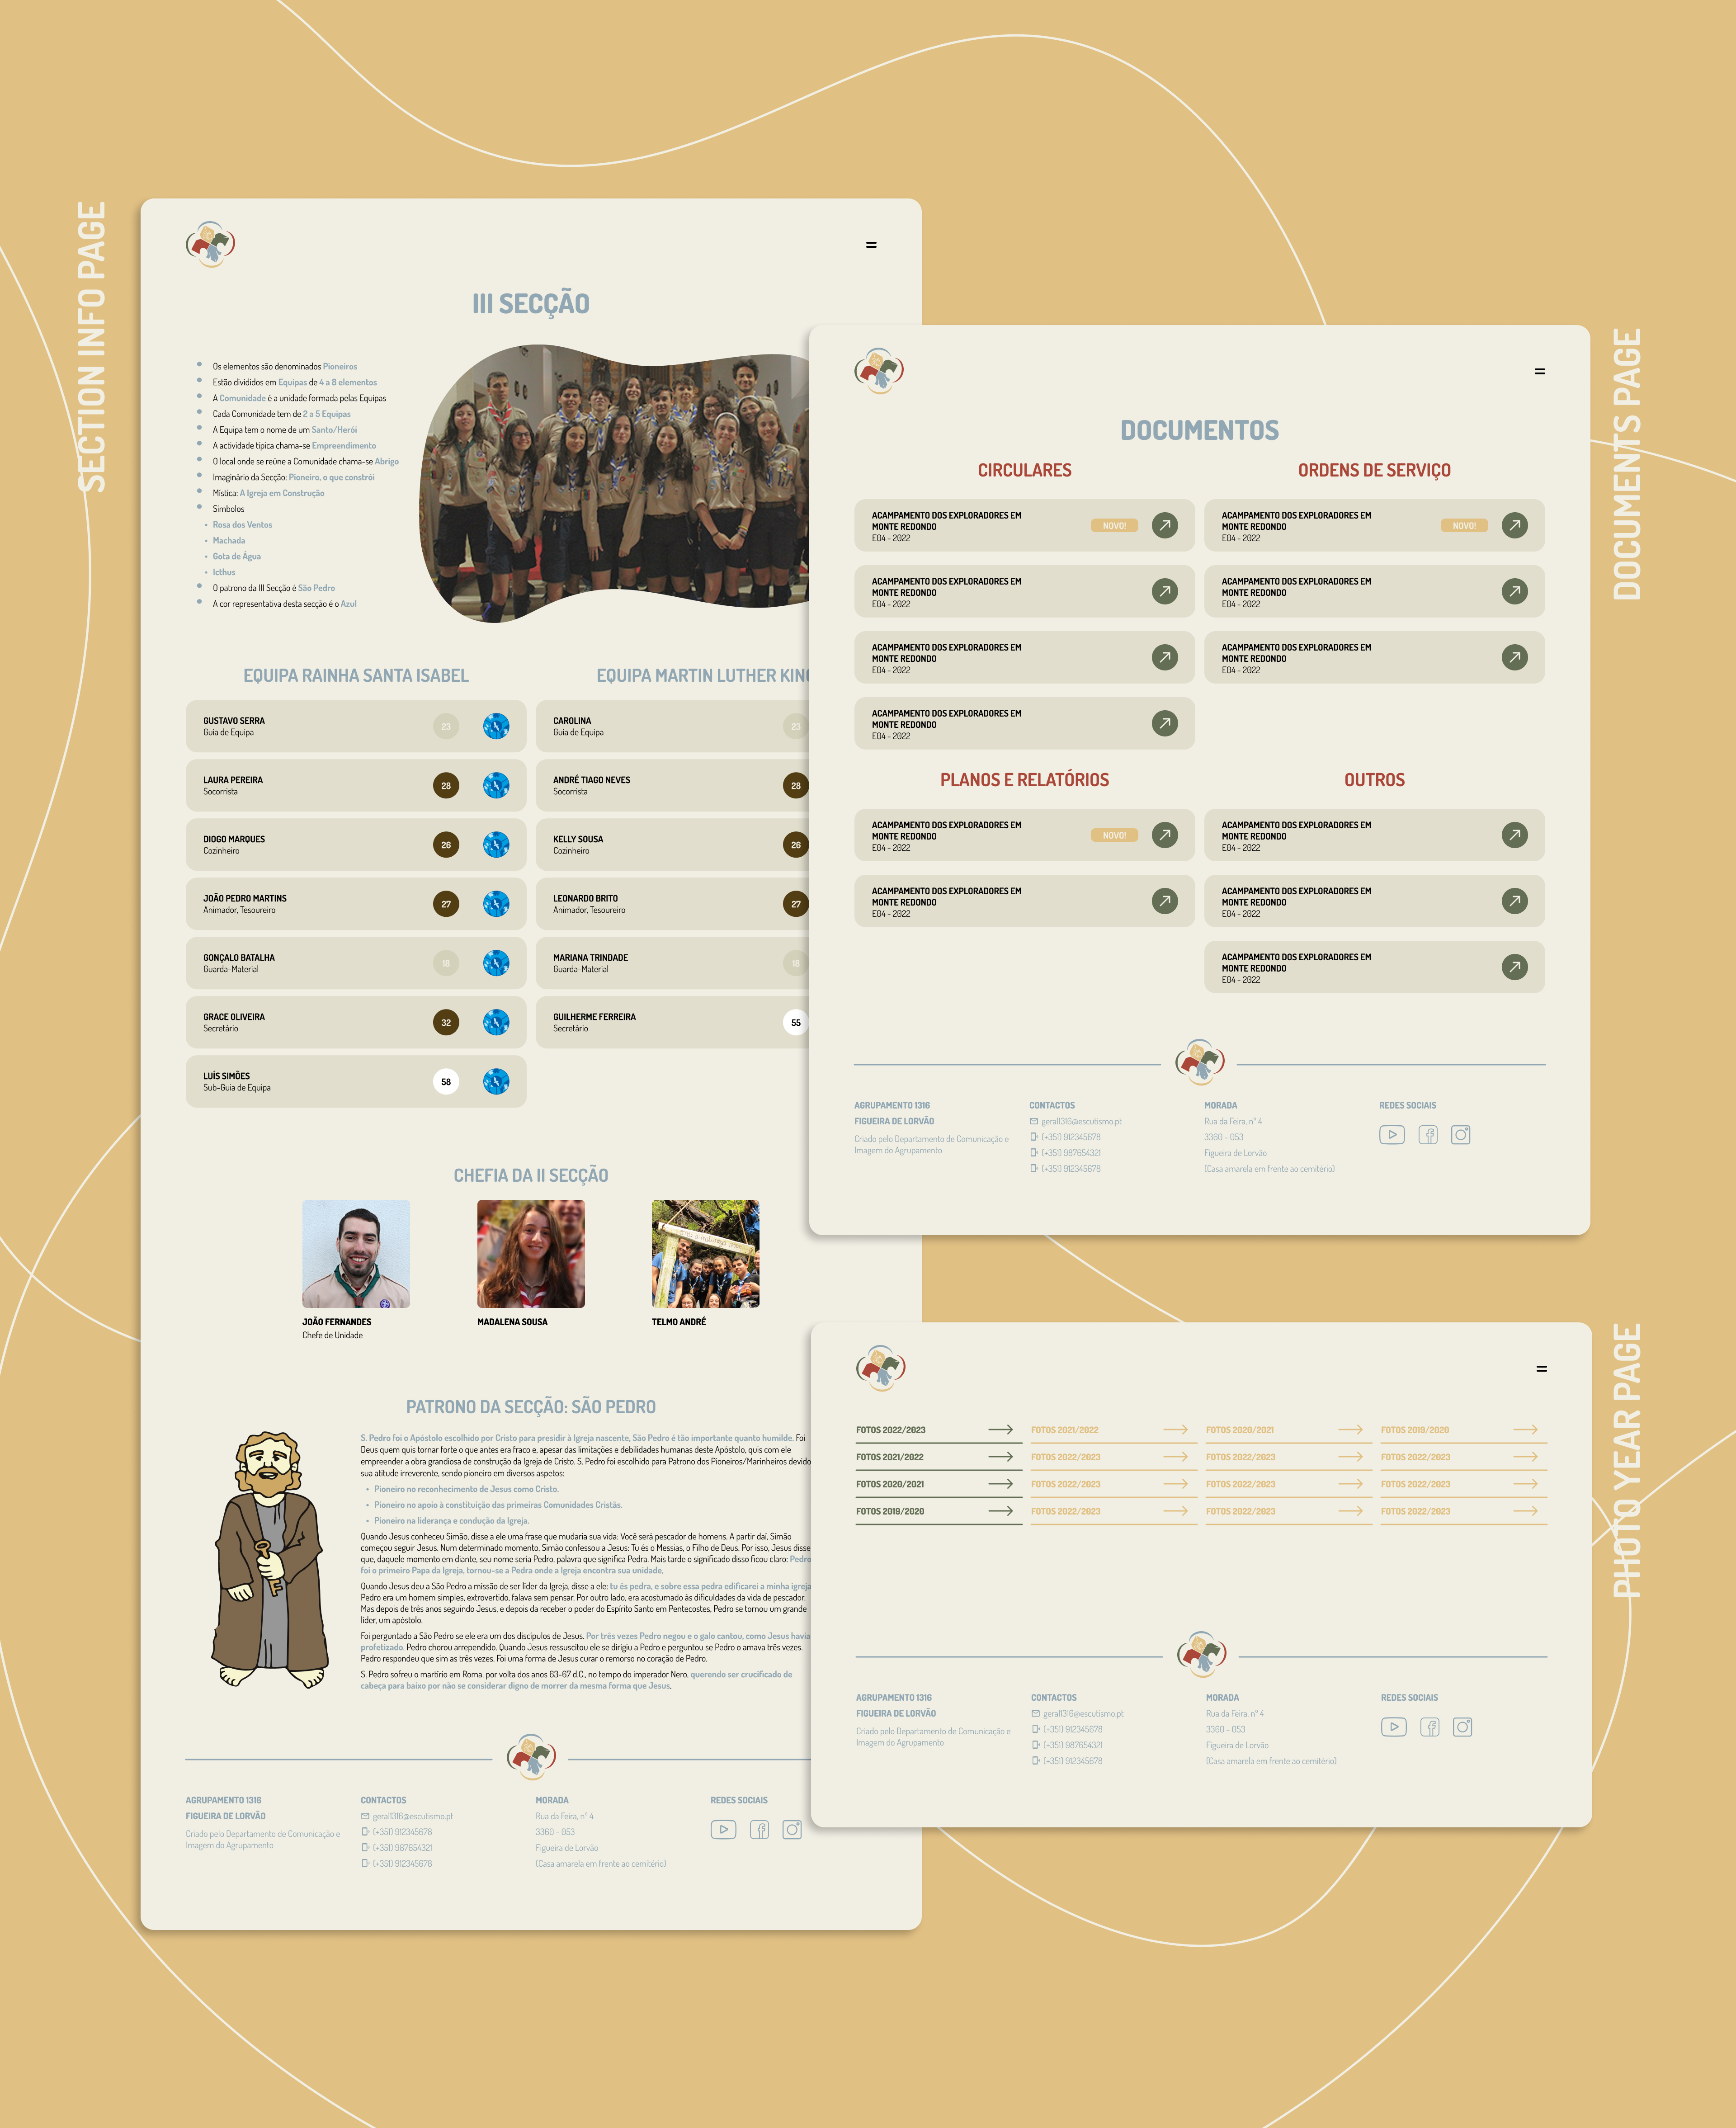 SECTION INFO PAGE
III SECÇÃO
Os elementos são denominados Pioneiros
Estão divididos em Equipas de 4 a 8 elementos
A Comunidade é a unidade formada pelas Equipas
Cada Comunidade tem de 2 a 5 Equipas
A Equipa tem o nome de um Santo/Herói
A actividade típica chama-se Empreendimento
O local onde se reúne a Comunidade chama-se Abrigo
Imaginário da Secção: Pioneiro, o que constrói
Mística: A Igreja em Construção
Símbolos
Rosa dos Ventos
Machada
Gota de Água
Icthus
O patrono da III Secção é São Pedro
A cor representativa desta secção é o Azul
EQUIPA RAINHA SANTA ISABEL
GUSTAVO SERRA
Guia de Equipa
23
LAURA PEREIRA
Socorrista
28
DIOGO MARQUES
Cozinheiro
26
JOÃO PEDRO MARTINS
Animador, Tesoureiro
27
GONÇALO BATALHA
Guarda-Material
18
GRACE OLIVEIRA
Secretário
32
LUÍS SIMÕES
Sub-Guia de Equipa
58
EQUIPA MARTIN LUTHER KING
CAROLINA
Guia de Equipa
23
ANDRÉ TIAGO NEVES
Socorrista
28
KELLY SOUSA
Cozinheiro
26
LEONARDO BRITO
Animador, Tesoureiro
27
MARIANA TRINDADE
Guarda-Material
18
GUILHERME FERREIRA
Secretário
55
CHEFIA DA II SECÇÃO
JOÃO FERNANDES
Chefe de Unidade
MADALENA SOUSA
TELMO ANDRÉ
PATRONO DA SECÇÃO: SÃO PEDRO
S. Pedro foi o Apóstolo escolhido por Cristo para presidir à Igreja nascente, São Pedro é tão importante quanto humilde. Foi
Deus quem quis tornar forte o que antes era fraco e, apesar das limitações e debilidades humanas deste Apóstolo, quis com ele
empreender a obra grandiosa de construção da Igreja de Cristo. S. Pedro foi escolhido para Patrono dos Pioneiros/Marinheiros devido
sua atitude irreverente, sendo pioneiro em diversos aspetos:
Pioneiro no reconhecimento de Jesus como Cristo.
Pioneiro no apoio à constituição das primeiras Comunidades Cristãs.
Pioneiro na liderança e condução da Igreja.
Quando Jesus conheceu Simão, disse a ele uma frase que mudaria sua vida: Você será pescador de homens. A partir daí, Simão
começou seguir Jesus. Num determinado momento, Simão confessou a Jesus: Tu és o Messias, o Filho de Deus. Por isso, Jesus disse
que, daquele momento em diante, seu nome seria Pedro, palavra que significa Pedra. Mais tarde o significado disso ficou claro: Pedro
foi o primeiro Papa da Igreja, tornou-se a Pedra onde a Igreja encontra sua unidade.
Quando Jesus deu a São Pedro a missão de ser líder da Igreja, disse a ele: tu és pedra, e sobre essa pedra edificarei a minha igreja
Pedro era um homem simples, extrovertido, falava sem pensar. Por outro lado, era acostumado às dificuldades da vida de pescador.
Mas depois de três anos seguindo Jesus, e depois da receber o poder do Espírito Santo em Pentecostes, Pedro se tornou um grande
líder, um apóstolo.
Foi perguntado a São Pedro se ele era um dos discípulos de Jesus. Por três vezes Pedro negou e o galo cantou, como Jesus havia
profetizado. Pedro chorou arrependido. Quando Jesus ressuscitou ele se dirigiu a Pedro e perguntou se Pedro o amava três vezes.
Pedro respondeu que sim as três vezes. Foi uma forma de Jesus curar o remorso no coração de Pedro.
S. Pedro sofreu o martírio em Roma, por volta dos anos 63-67 d.C., no tempo do imperador Nero, querendo ser crucificado de
cabeça para baixo por não se considerar digno de morrer da mesma forma que Jesus.
AGRUPAMENTO 1316
FIGUEIRA DE LORVÃO
Criado pelo Departamento de Comunicação e
Imagem do Agrupamento
CONTACTOS
geral1316@escutismo.pt
(+351) 912345678
(+351) 987654321
(+351) 912345678
MORADA
Rua da Feira, nº 4
3360 - 053
Figueira de Lorvão
(Casa amarela em frente ao cemitério)
REDES SOCIAIS
DOCUMENTS PAGE
DOCUMENTOS
CIRCULARES
ACAMPAMENTO DOS EXPLORADORES EM
MONTE REDONDO
E04 - 2022
NOVO!
ACAMPAMENTO DOS EXPLORADORES EM
MONTE REDONDO
E04 - 2022
ACAMPAMENTO DOS EXPLORADORES EM
MONTE REDONDO
E04 - 2022
ACAMPAMENTO DOS EXPLORADORES EM
MONTE REDONDO
E04 - 2022
ORDENS DE SERVIÇO
ACAMPAMENTO DOS EXPLORADORES EM
MONTE REDONDO
E04 - 2022
NOVO!
ACAMPAMENTO DOS EXPLORADORES EM
MONTE REDONDO
E04 - 2022
ACAMPAMENTO DOS EXPLORADORES EM
MONTE REDONDO
E04 - 2022
PLANOS E RELATÓRIOS
ACAMPAMENTO DOS EXPLORADORES EM
MONTE REDONDO
E04 - 2022
NOVO!
ACAMPAMENTO DOS EXPLORADORES EM
MONTE REDONDO
E04 - 2022
OUTROS
ACAMPAMENTO DOS EXPLORADORES EM
MONTE REDONDO
E04 - 2022
ACAMPAMENTO DOS EXPLORADORES EM
MONTE REDONDO
E04 - 2022
ACAMPAMENTO DOS EXPLORADORES EM
MONTE REDONDO
E04 - 2022
AGRUPAMENTO 1316
FIGUEIRA DE LORVÃO
Criado pelo Departamento de Comunicação e
Imagem do Agrupamento
CONTACTOS
geral1316@escutismo.pt
(+351) 912345678
(+351) 987654321
(+351) 912345678
MORADA
Rua da Feira, nº 4
3360 - 053
Figueira de Lorvão
(Casa amarela em frente ao cemitério)
REDES SOCIAIS
PHOTO YEAR PAGE
FOTOS 2022/2023
FOTOS 2021/2022
FOTOS 2020/2021
FOTOS 2019/2020
FOTOS 2021/2022
FOTOS 2022/2023
FOTOS 2022/2023
FOTOS 2022/2023
FOTOS 2020/2021
FOTOS 2022/2023
FOTOS 2022/2023
FOTOS 2022/2023
FOTOS 2019/2020
FOTOS 2022/2023
FOTOS 2022/2023
FOTOS 2022/2023
AGRUPAMENTO 1316
FIGUEIRA DE LORVÃO
Criado pelo Departamento de Comunicação e
Imagem do Agrupamento
CONTACTOS
geral1316@escutismo.pt
(+351) 912345678
(+351) 987654321
(+351) 912345678
MORADA
Rua da Feira, nº 4
3360 - 053
Figueira de Lorvão
(Casa amarela em frente ao cemitério)
REDES SOCIAIS